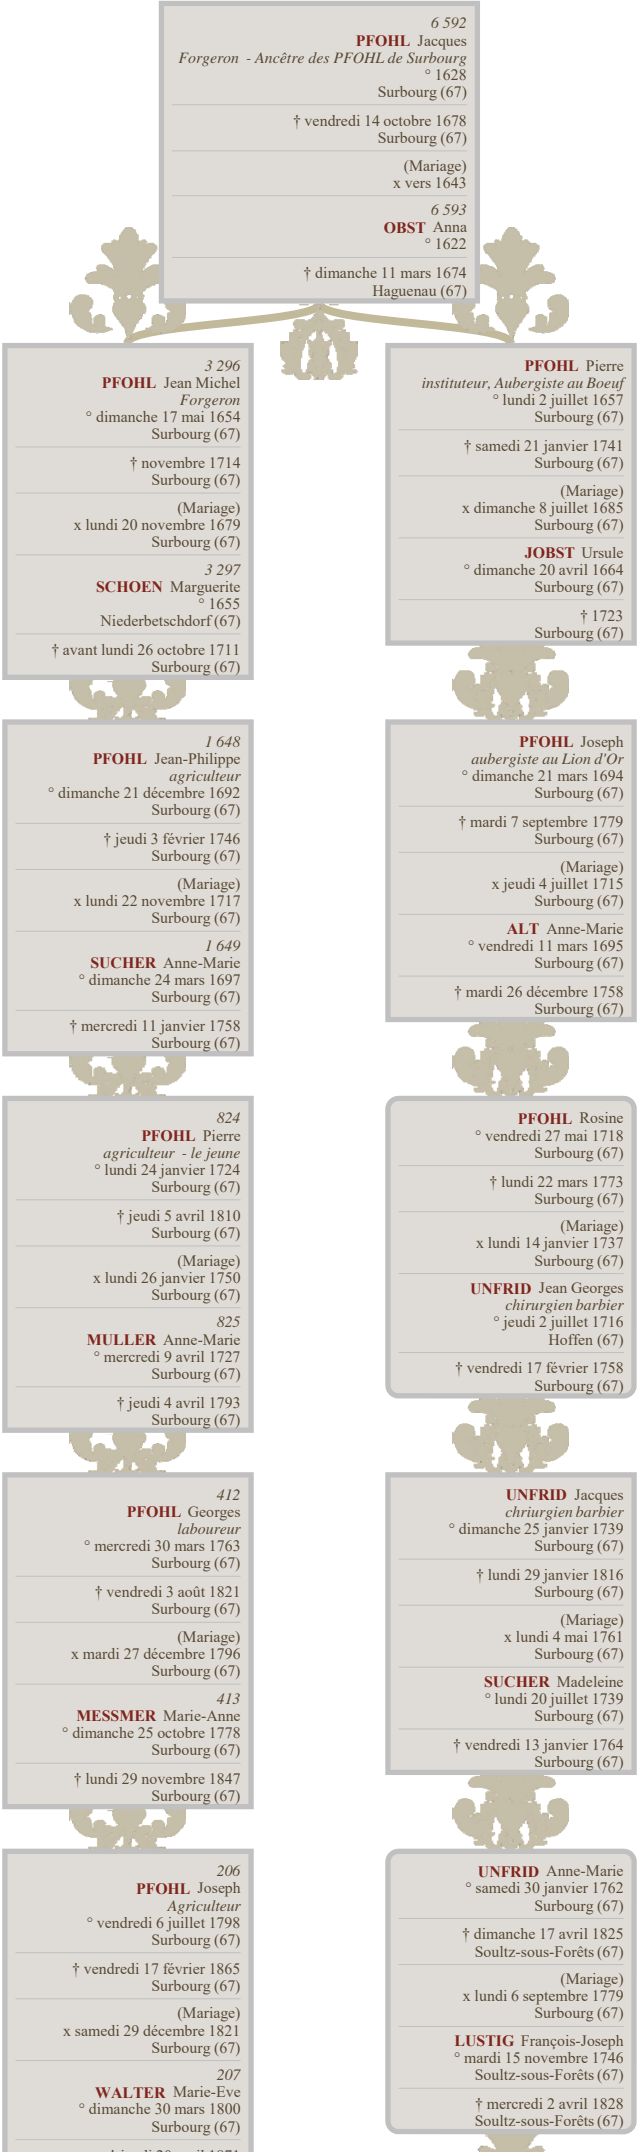 6 592
PFOHL Jacques
Forgeron - Ancêtre des PFOHL de Surbourg
° 1628
Surbourg (67)
† vendredi 14 octobre 1678
Surbourg (67)
(Mariage)
x vers 1643
6 593
OBST Anna
° 1622
† dimanche 11 mars 1674
Haguenau (67)
3 296
PFOHL Jean Michel
Forgeron
° dimanche 17 mai 1654
Surbourg (67)
† novembre 1714
Surbourg (67)
(Mariage)
x lundi 20 novembre 1679
Surbourg (67)
3 297
SCHOEN Marguerite
° 1655
Niederbetschdorf (67)
† avant lundi 26 octobre 1711
Surbourg (67)
PFOHL Pierre
instituteur, Aubergiste au Boeuf
° lundi 2 juillet 1657
Surbourg (67)
† samedi 21 janvier 1741
Surbourg (67)
(Mariage)
x dimanche 8 juillet 1685
Surbourg (67)
JOBST Ursule
° dimanche 20 avril 1664
Surbourg (67)
† 1723
Surbourg (67)
1 648
PFOHL Jean-Philippe
agriculteur
° dimanche 21 décembre 1692
Surbourg (67)
† jeudi 3 février 1746
Surbourg (67)
(Mariage)
x lundi 22 novembre 1717
Surbourg (67)
1 649
SUCHER Anne-Marie
° dimanche 24 mars 1697
Surbourg (67)
† mercredi 11 janvier 1758
Surbourg (67)
PFOHL Joseph
aubergiste au Lion d'Or
° dimanche 21 mars 1694
Surbourg (67)
† mardi 7 septembre 1779
Surbourg (67)
(Mariage)
x jeudi 4 juillet 1715
Surbourg (67)
ALT Anne-Marie
° vendredi 11 mars 1695
Surbourg (67)
† mardi 26 décembre 1758
Surbourg (67)
824
PFOHL Pierre
agriculteur - le jeune
° lundi 24 janvier 1724
Surbourg (67)
† jeudi 5 avril 1810
Surbourg (67)
(Mariage)
x lundi 26 janvier 1750
Surbourg (67)
825
MULLER Anne-Marie
° mercredi 9 avril 1727
Surbourg (67)
† jeudi 4 avril 1793
Surbourg (67)
PFOHL Rosine
° vendredi 27 mai 1718
Surbourg (67)
† lundi 22 mars 1773
Surbourg (67)
(Mariage)
x lundi 14 janvier 1737
Surbourg (67)
UNFRID Jean Georges
chirurgien barbier
° jeudi 2 juillet 1716
Hoffen (67)
† vendredi 17 février 1758
Surbourg (67)
412
PFOHL Georges
laboureur
° mercredi 30 mars 1763
Surbourg (67)
† vendredi 3 août 1821
Surbourg (67)
(Mariage)
x mardi 27 décembre 1796
Surbourg (67)
413
MESSMER Marie-Anne
° dimanche 25 octobre 1778
Surbourg (67)
† lundi 29 novembre 1847
Surbourg (67)
UNFRID Jacques
chriurgien barbier
° dimanche 25 janvier 1739
Surbourg (67)
† lundi 29 janvier 1816
Surbourg (67)
(Mariage)
x lundi 4 mai 1761
Surbourg (67)
SUCHER Madeleine
° lundi 20 juillet 1739
Surbourg (67)
† vendredi 13 janvier 1764
Surbourg (67)
206
PFOHL Joseph
Agriculteur
° vendredi 6 juillet 1798
Surbourg (67)
† vendredi 17 février 1865
Surbourg (67)
(Mariage)
x samedi 29 décembre 1821
Surbourg (67)
207
WALTER Marie-Eve
° dimanche 30 mars 1800
Surbourg (67)
UNFRID Anne-Marie
° samedi 30 janvier 1762
Surbourg (67)
† dimanche 17 avril 1825
Soultz-sous-Forêts (67)
(Mariage)
x lundi 6 septembre 1779
Surbourg (67)
LUSTIG François-Joseph
° mardi 15 novembre 1746
Soultz-sous-Forêts (67)
† mercredi 2 avril 1828
Soultz-sous-Forêts (67)